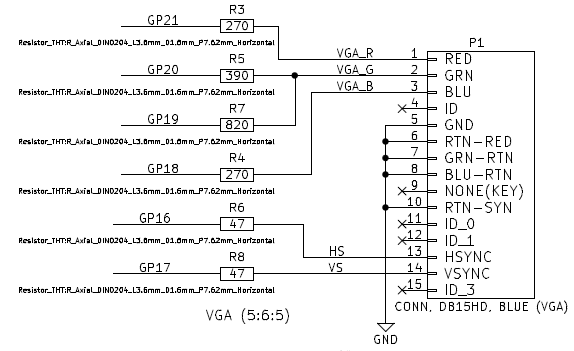 GP21 R3 270
Resistor_THT:R_Axial_DIN0204_L3.6mm_D1.6mm_P7.62mm_Horizontal
GP20 R5 390
Resistor_THT:R_Axial_DIN0204_L3.6mm_D1.6mm_P7.62mm_Horizontal
GP19 R7 820
Resistor_THT:R_Axial_DIN0204_L3.6mm_D1.6mm_P7.62mm_Horizontal
GP18 R4 270
Resistor_THT:R_Axial_DIN0204_L3.6mm_D1.6mm_P7.62mm_Horizontal
GP16 R6 47
Resistor_THT:R_Axial_DIN0204_L3.6mm_D1.6mm_P7.62mm_Horizontal
GP17 R8 47
Resistor_THT:R_Axial_DIN0204_L3.6mm_D1.6mm_P7.62mm_Horizontal
VGA (5:6:5)
P1
VGA_R 1 RED
VGA_G 2 GRN
VGA_B 3 BLU
4 ID
5 GND
6 RTN-RED
7 GRN-RTN
8 BLU-RTN
9 NONE(KEY)
10 RTN-SYN
11 ID_0
12 ID_1
HS 13 HSYNC
VS 14 VSYNC
15 ID_3
CONN, DB15HD, BLUE (VGA)
GND